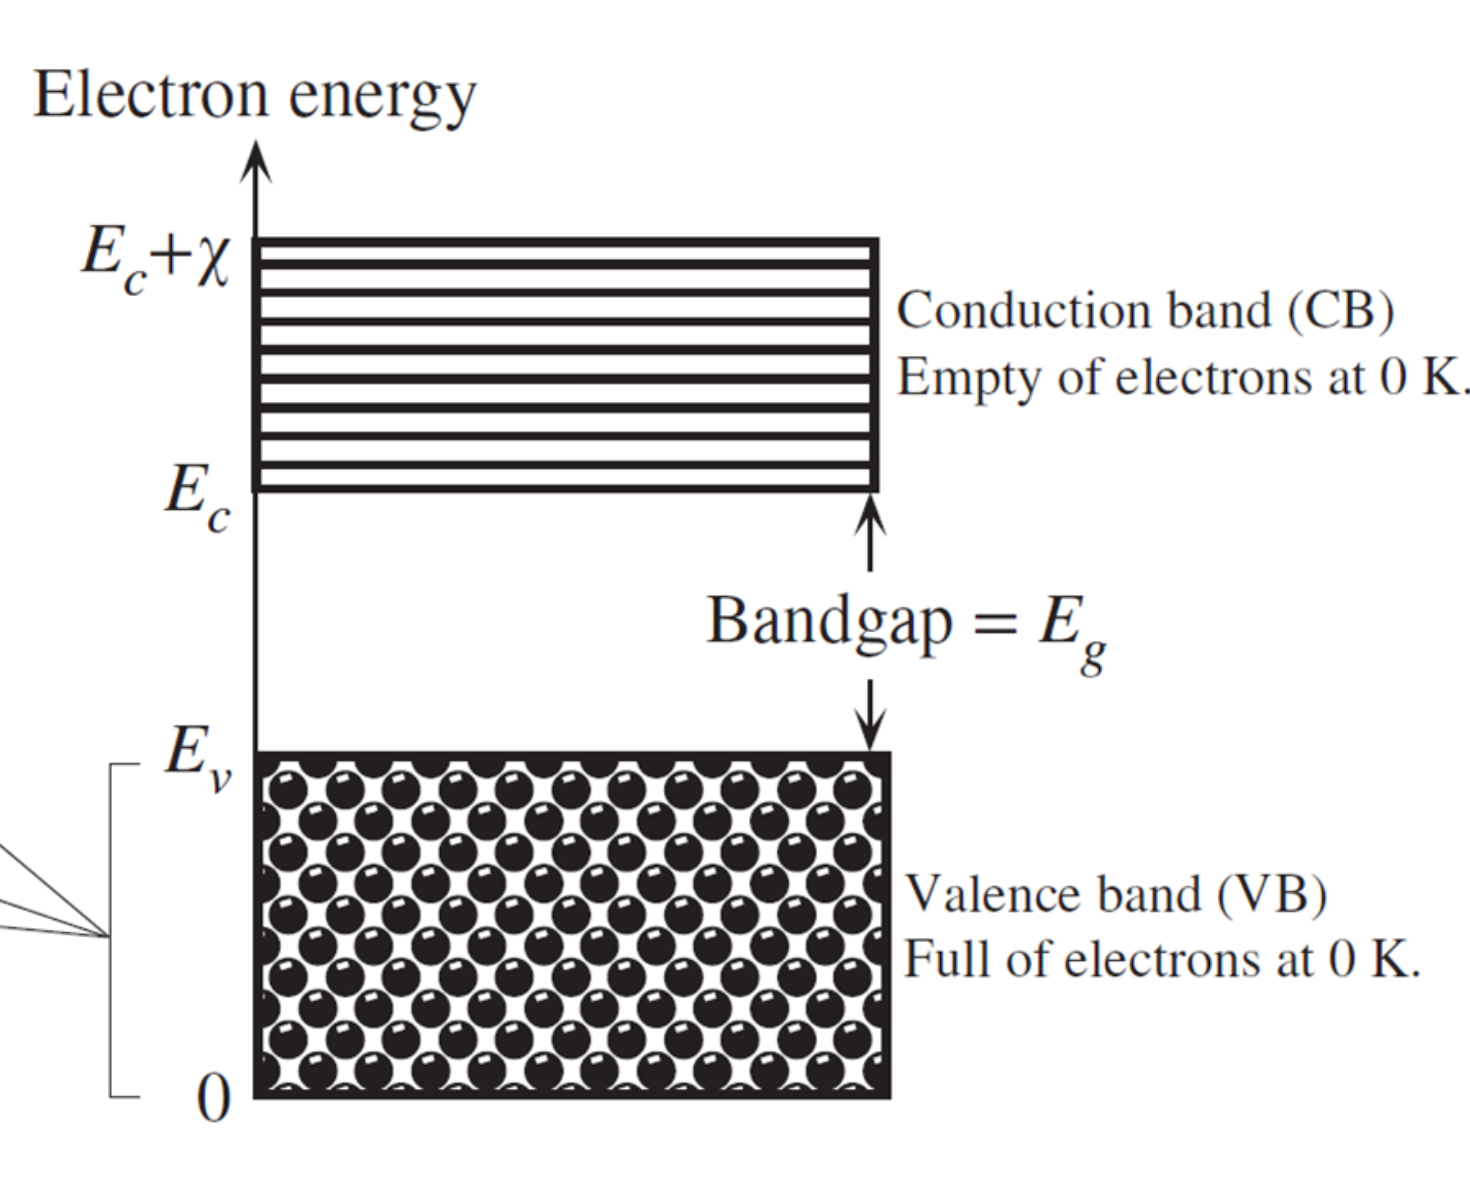 Electron energy
E_c+χ
Conduction band (CB)
Empty of electrons at 0 K.
E_c
Bandgap = E_g
E_v
Valence band (VB)
Full of electrons at 0 K.
0